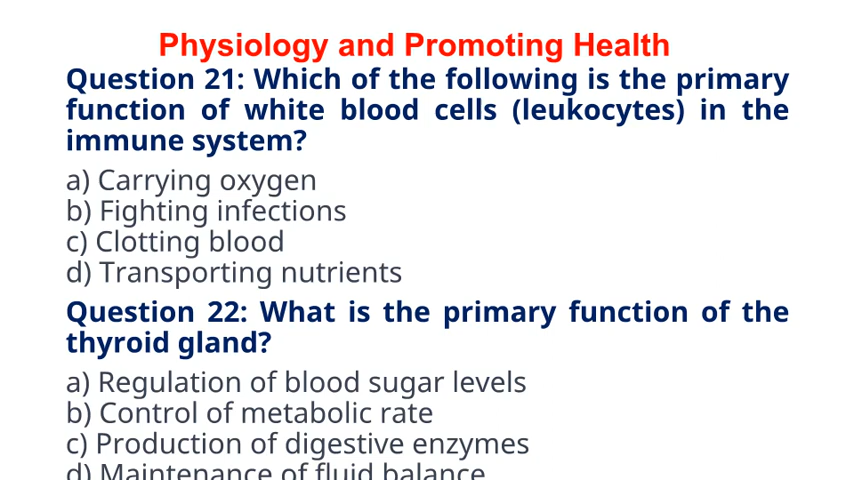 Physiology and Promoting Health
Question 21: Which of the following is the primary
function of white blood cells (leukocytes) in the
immune system?
a) Carrying oxygen
b) Fighting infections
c) Clotting blood
d) Transporting nutrients
Question 22: What is the primary function of the
thyroid gland?
a) Regulation of blood sugar levels
b) Control of metabolic rate
c) Production of digestive enzymes
d) Maintenance of fluid balance